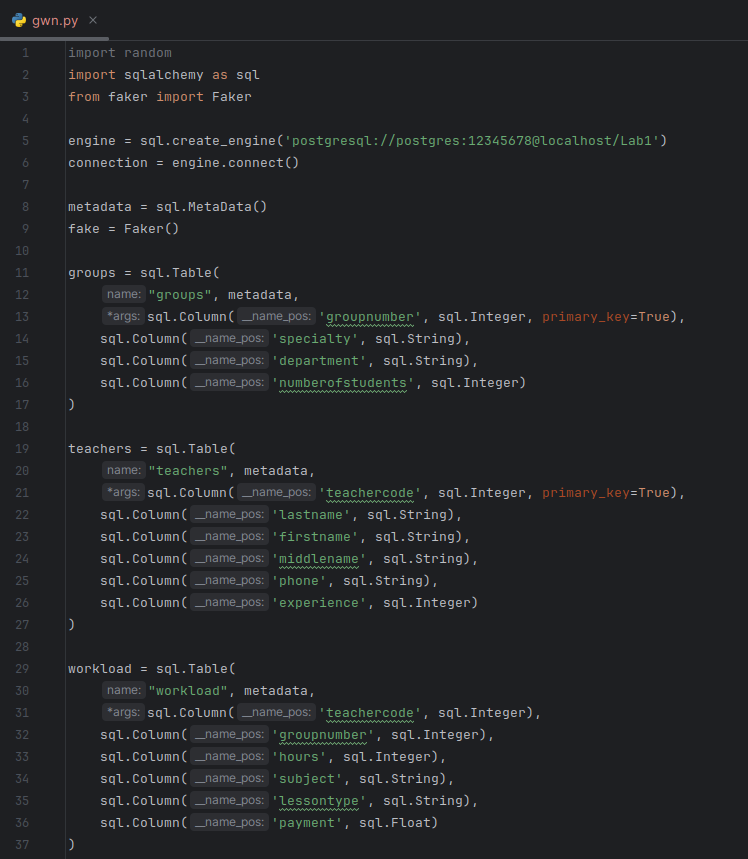 gwn.py ×
1 import random
2 import sqlalchemy as sql
3 from faker import Faker
4
5 engine = sql.create_engine('postgresql://postgres:12345678@localhost/Lab1')
6 connection = engine.connect()
7
8 metadata = sql.MetaData()
9 fake = Faker()
10
11 groups = sql.Table(
12     name: "groups", metadata,
13     *args: sql.Column( __name_pos: 'groupnumber', sql.Integer, primary_key=True),
14     sql.Column( __name_pos: 'specialty', sql.String),
15     sql.Column( __name_pos: 'department', sql.String),
16     sql.Column( __name_pos: 'numberofstudents', sql.Integer)
17 )
18
19 teachers = sql.Table(
20     name: "teachers", metadata,
21     *args: sql.Column( __name_pos: 'teachercode', sql.Integer, primary_key=True),
22     sql.Column( __name_pos: 'lastname', sql.String),
23     sql.Column( __name_pos: 'firstname', sql.String),
24     sql.Column( __name_pos: 'middlename', sql.String),
25     sql.Column( __name_pos: 'phone', sql.String),
26     sql.Column( __name_pos: 'experience', sql.Integer)
27 )
28
29 workload = sql.Table(
30     name: "workload", metadata,
31     *args: sql.Column( __name_pos: 'teachercode', sql.Integer),
32     sql.Column( __name_pos: 'groupnumber', sql.Integer),
33     sql.Column( __name_pos: 'hours', sql.Integer),
34     sql.Column( __name_pos: 'subject', sql.String),
35     sql.Column( __name_pos: 'lessontype', sql.String),
36     sql.Column( __name_pos: 'payment', sql.Float)
37 )